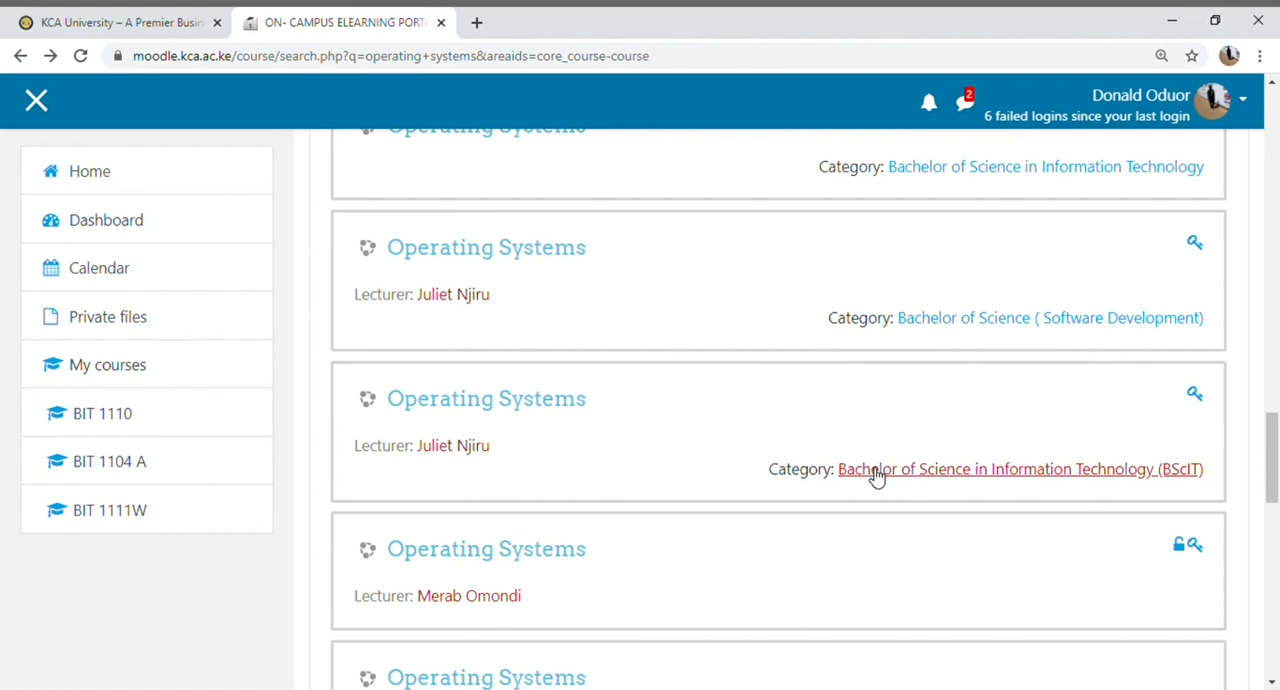 KCA University – A Premier Busin
ON- CAMPUS ELEARNING PORTA
moodle.kca.ac.ke/course/search.php?q=operating+systems&areaids=core_course-course
2
Donald Oduor
6 failed logins since your last login
Home
Dashboard
Calendar
Private files
My courses
BIT 1110
BIT 1104 A
BIT 1111W
Operating Systems
Category: Bachelor of Science in Information Technology
Operating Systems
Lecturer: Juliet Njiru
Category: Bachelor of Science ( Software Development)
Operating Systems
Lecturer: Juliet Njiru
Category: Bachelor of Science in Information Technology (BScIT)
Operating Systems
Lecturer: Merab Omondi
Operating Systems